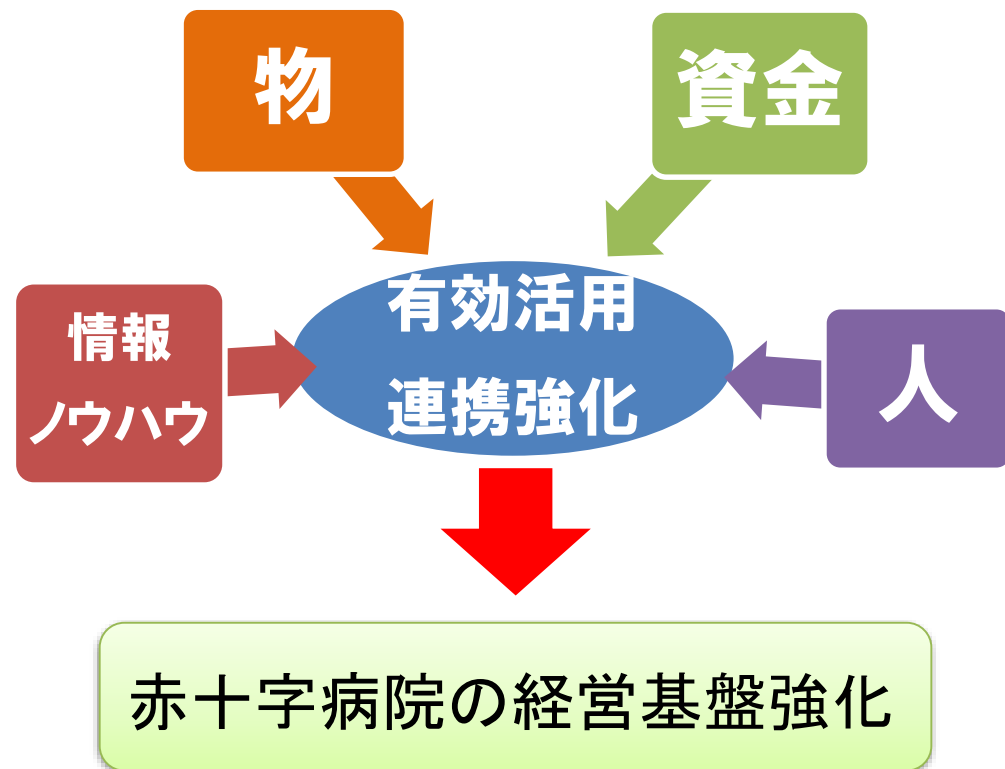 物
資金
情報
ノウハウ
有効活用
連携強化
人
赤十字病院の経営基盤強化